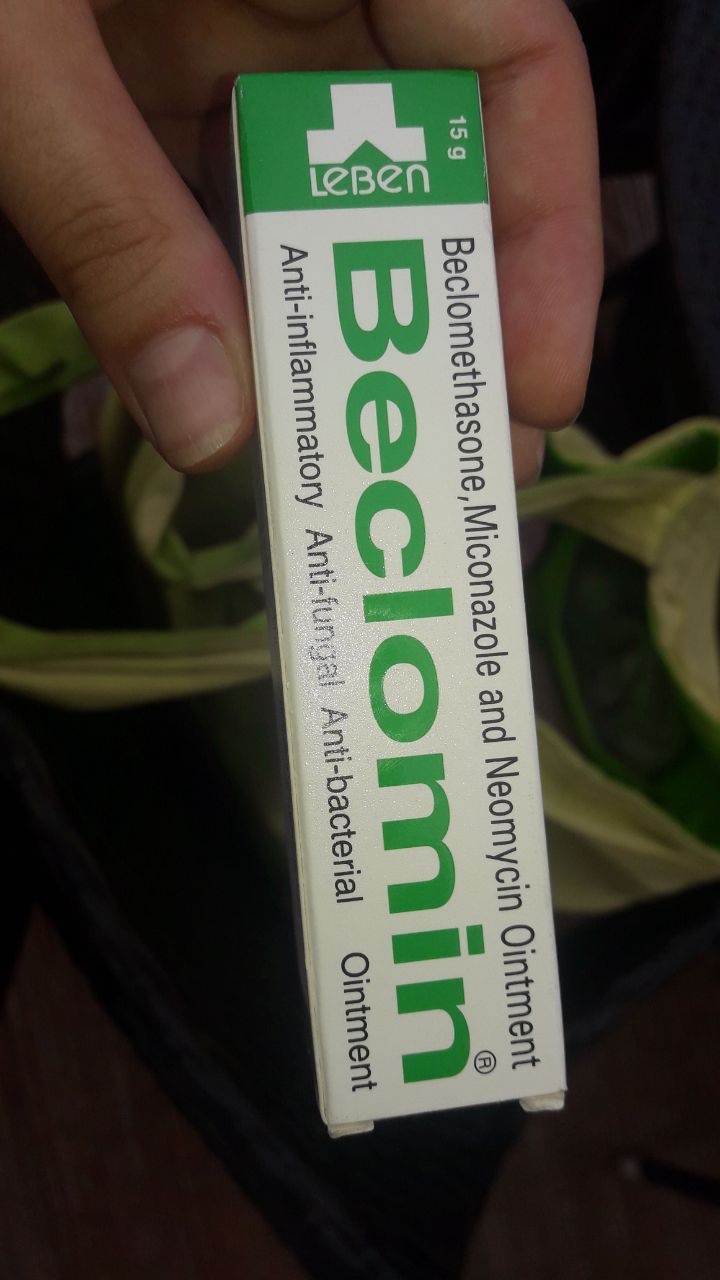 LeBen
15 g
Beclomethasone, Miconazole and Neomycin Ointment
Beclomin®
Anti-inflammatory Anti-fungal Anti-bacterial Ointment